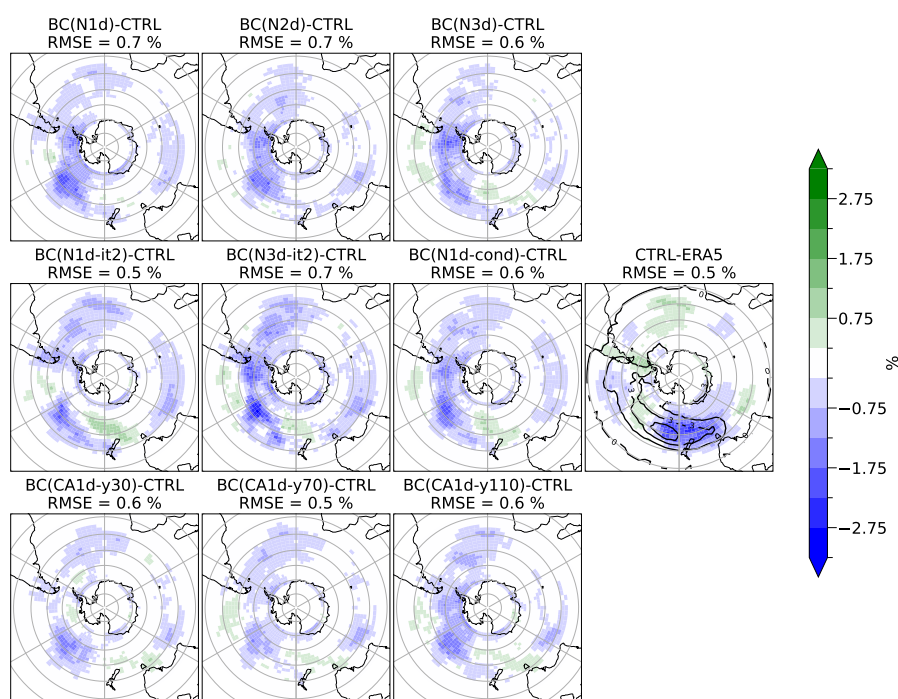 BC(N1d)-CTRL
RMSE = 0.7 %
BC(N2d)-CTRL
RMSE = 0.7 %
BC(N3d)-CTRL
RMSE = 0.6 %
BC(N1d-it2)-CTRL
RMSE = 0.5 %
BC(N3d-it2)-CTRL
RMSE = 0.7 %
BC(N1d-cond)-CTRL
RMSE = 0.6 %
CTRL-ERA5
RMSE = 0.5 %
0
0
0
3
BC(CA1d-y30)-CTRL
RMSE = 0.6 %
BC(CA1d-y70)-CTRL
RMSE = 0.5 %
BC(CA1d-y110)-CTRL
RMSE = 0.6 %
2.75
1.75
0.75
−0.75
−1.75
−2.75
%